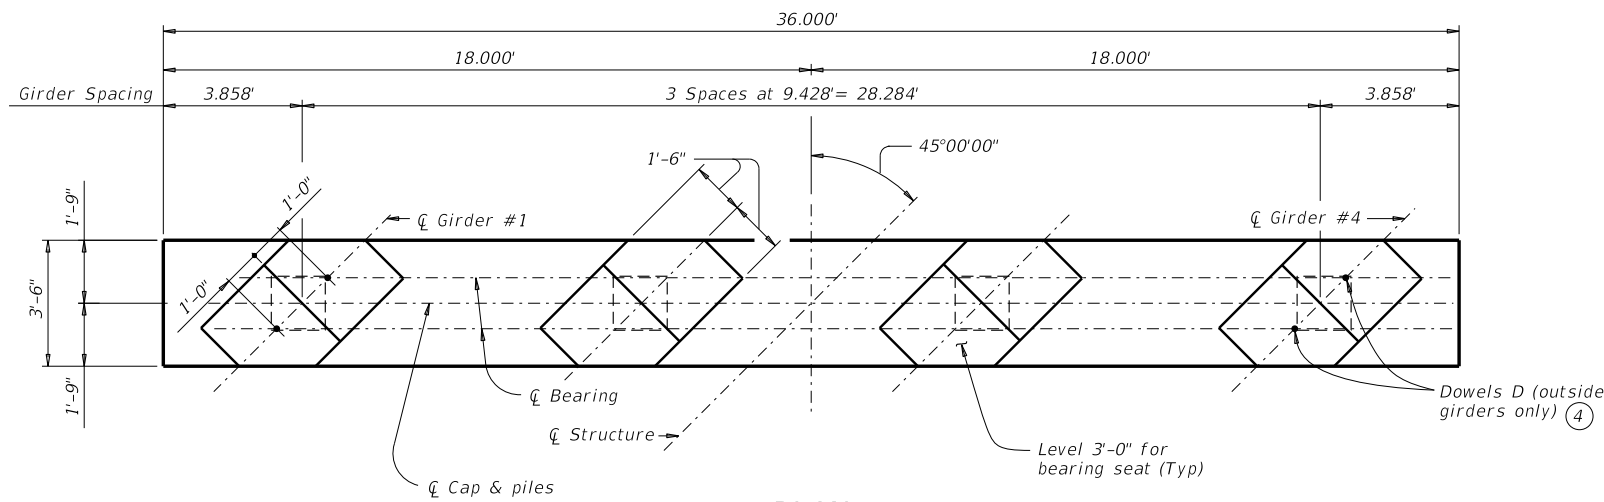 36.000'
18.000'
18.000'
Girder Spacing
3.858'
3 Spaces at 9.428'= 28.284'
3.858'
45°00'00"
1'-6"
1'-0"
1'-9"
℄ Girder #1
℄ Girder #4
1'-0"
3'-6"
1'-9"
℄ Bearing
Dowels D (outside
girders only) 4
℄ Structure
Level 3'-0" for
bearing seat (Typ)
℄ Cap & piles